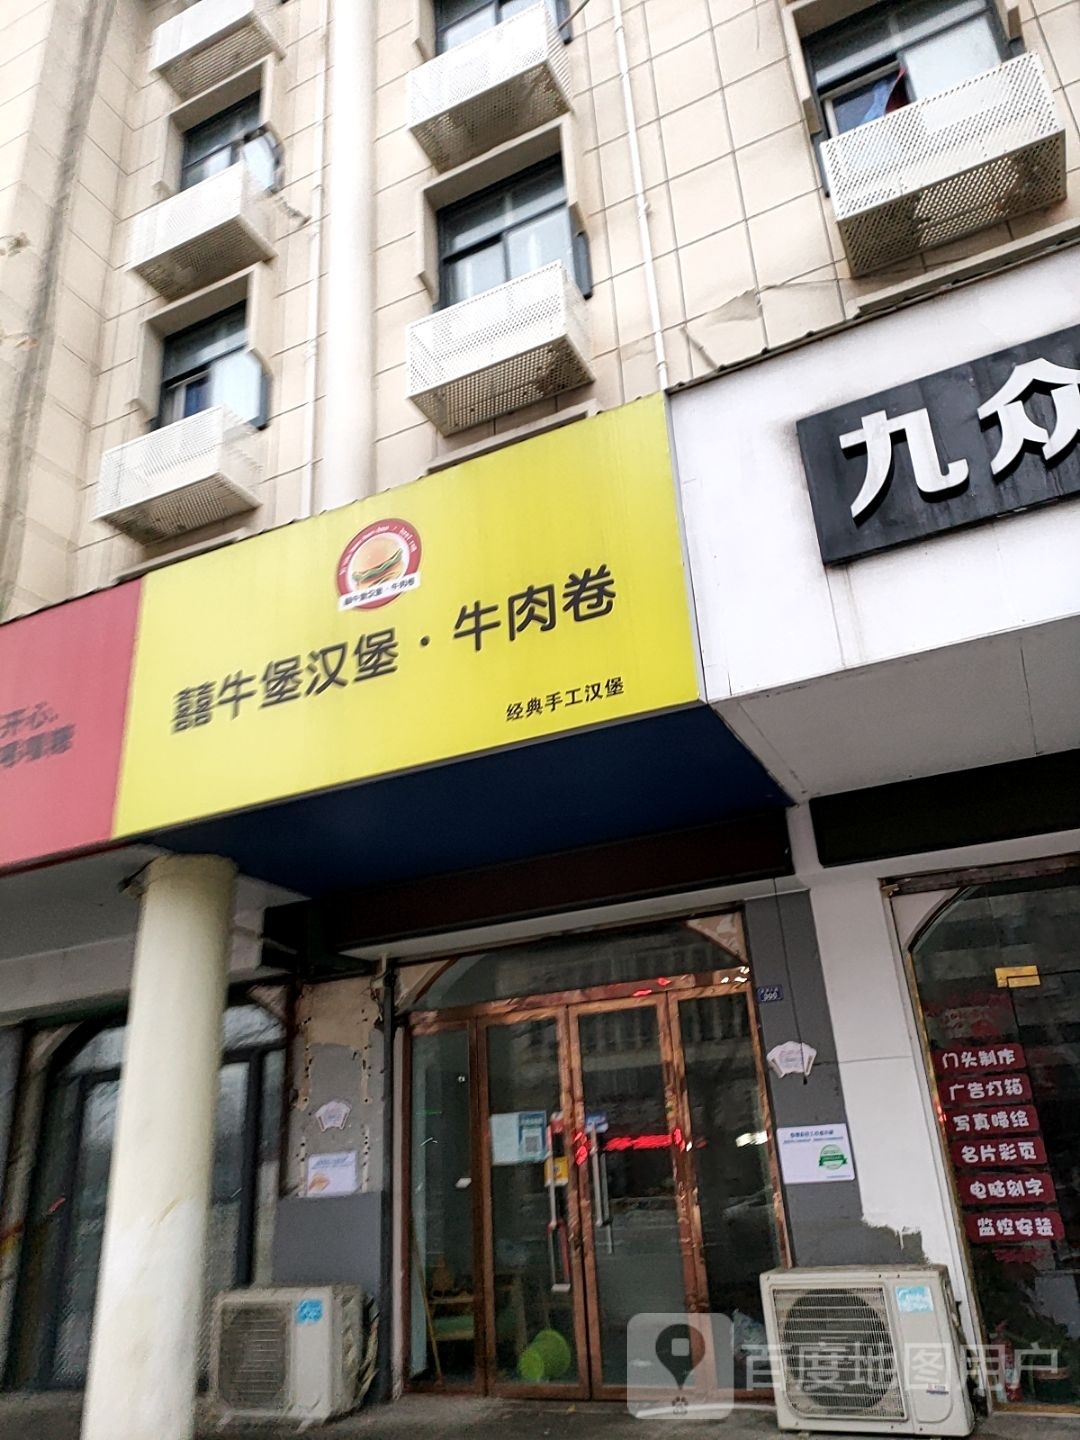 九众
囍牛堡汉堡·牛肉卷
经典手工汉堡
开心
门头制作
广告灯箱
写真喷绘
名片彩页
电脑刻字
监控安装
百度地图用户